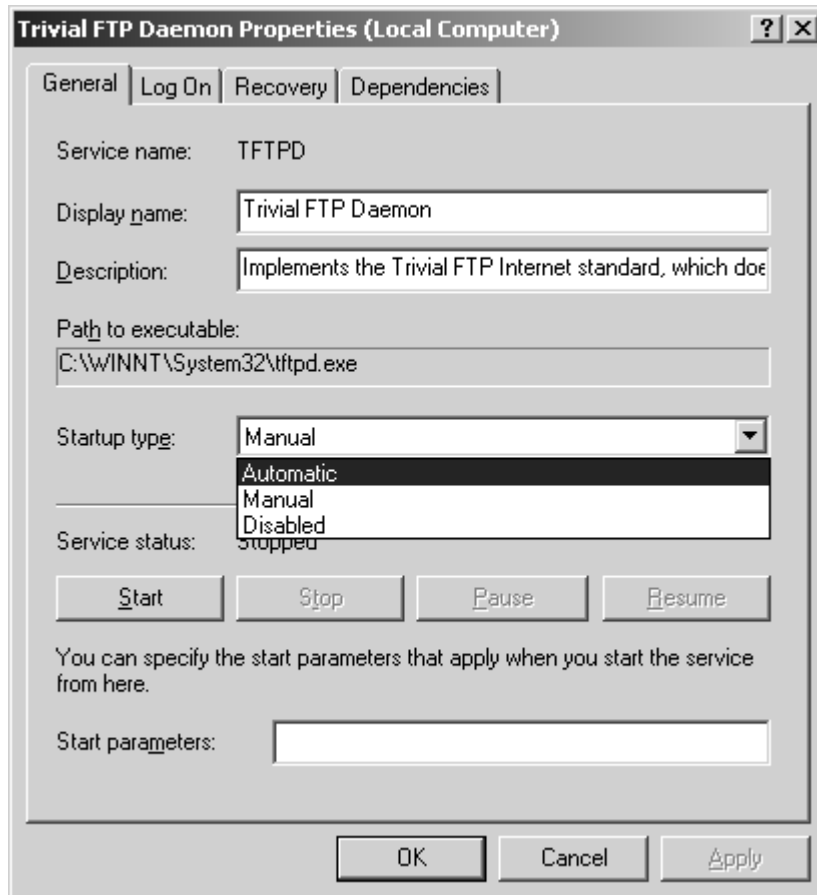 Trivial FTP Daemon Properties (Local Computer)
General Log On Recovery Dependencies
Service name: TFTPD
Display name: Trivial FTP Daemon
Description: Implements the Trivial FTP Internet standard, which doe
Path to executable:
C:\WINNT\System32\tftpd.exe
Startup type: Manual
Automatic
Manual
Disabled
Service status: Stopped
Start Stop Pause Resume
You can specify the start parameters that apply when you start the service
from here.
Start parameters:
OK Cancel Apply